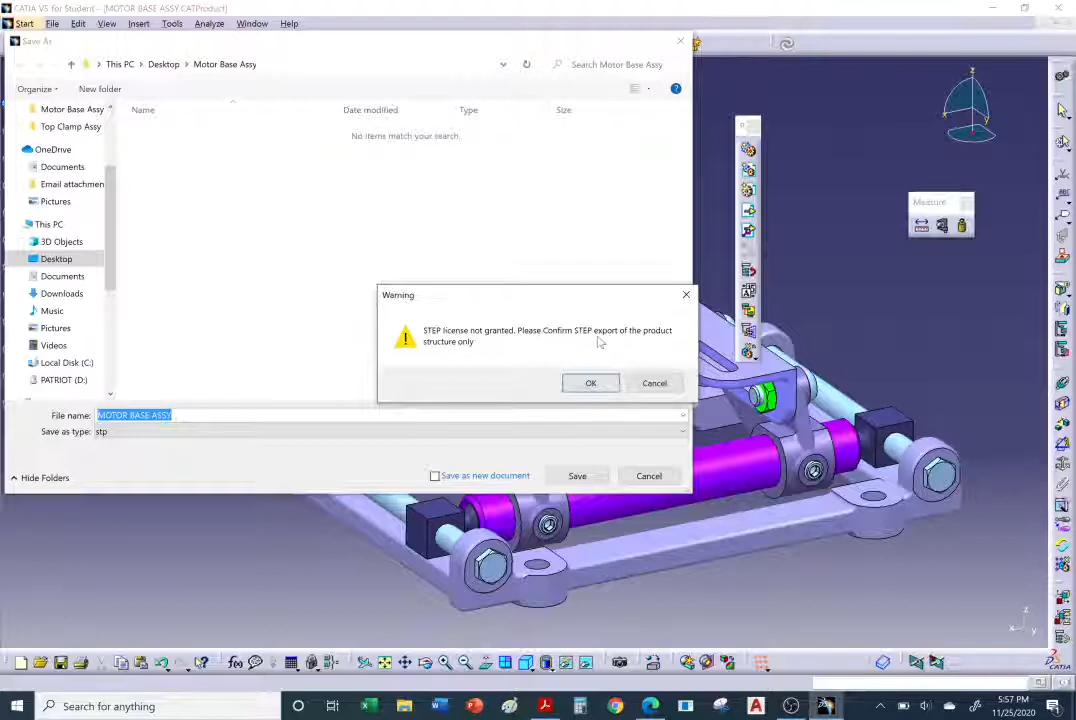 CATIA V5 for Student - [MOTOR BASE ASSY.CATProduct]
Start File Edit View Insert Tools Analyze Window Help
Save As
This PC > Desktop > Motor Base Assy
Search Motor Base Assy
Organize New folder
Motor Base Assy
Top Clamp Assy
OneDrive
Documents
Email attachmen
Pictures
This PC
3D Objects
Desktop
Documents
Downloads
Music
Pictures
Videos
Local Disk (C:)
PATRIOT (D:)
Name Date modified Type Size
No items match your search.
Warning
STEP license not granted. Please Confirm STEP export of the product
structure only
OK Cancel
File name: MOTOR BASE ASSY
Save as type: stp
Hide Folders
Save as new document Save Cancel
Measure
z
x y
z
x y
Search for anything
5:57 PM
11/25/2020